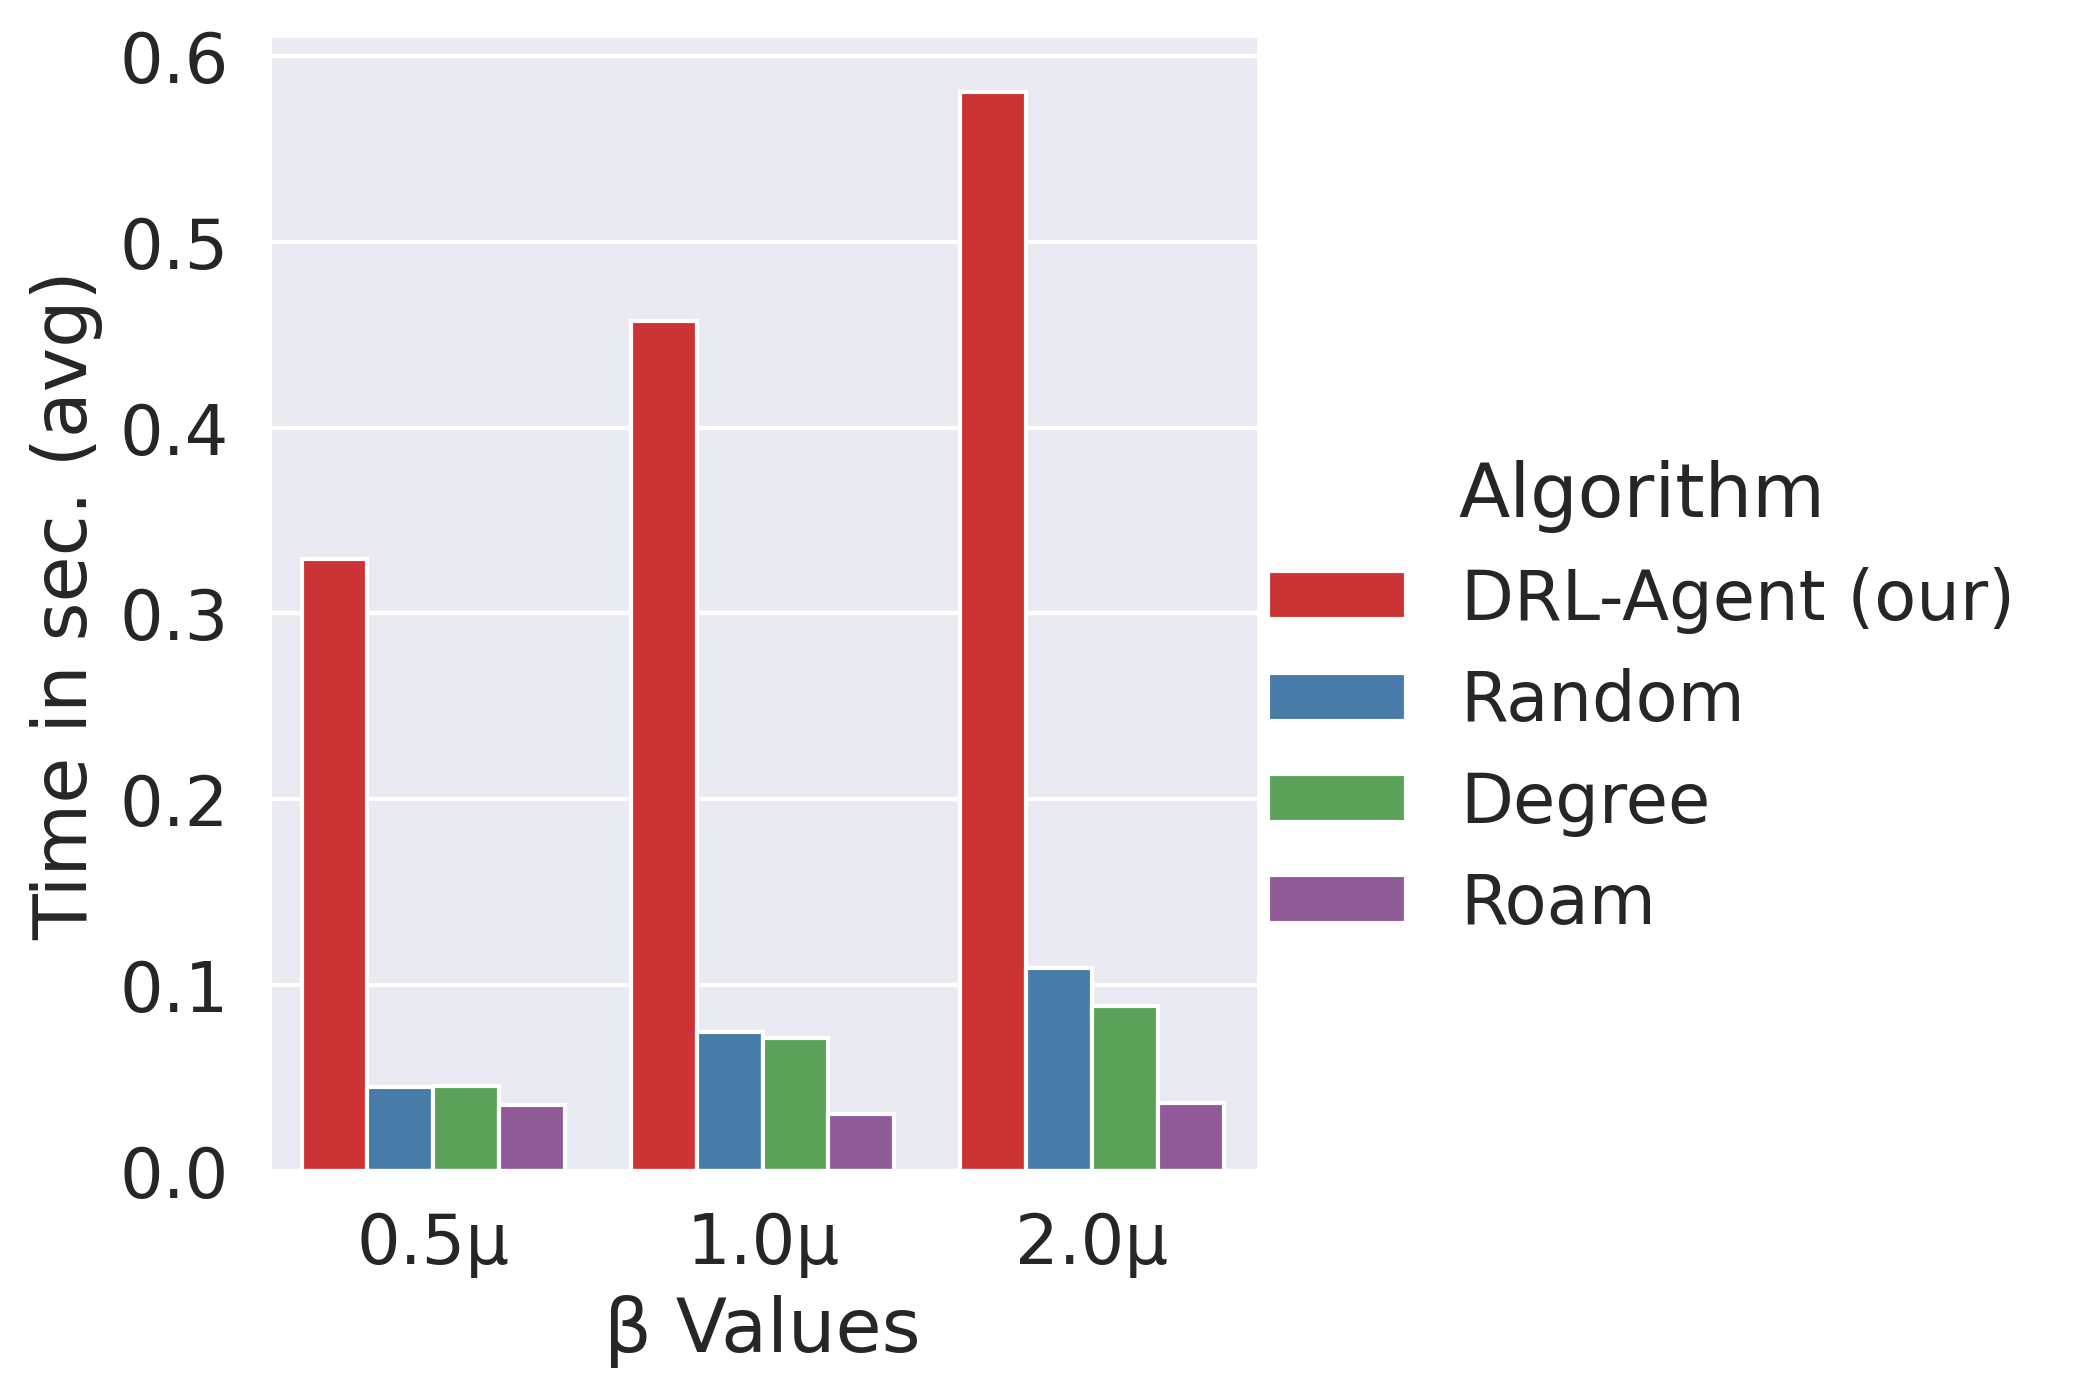 0.6
0.5
0.4
0.3
0.2
0.1
0.0
Time in sec. (avg)
0.5μ 1.0μ 2.0μ
β Values
Algorithm
DRL-Agent (our)
Random
Degree
Roam